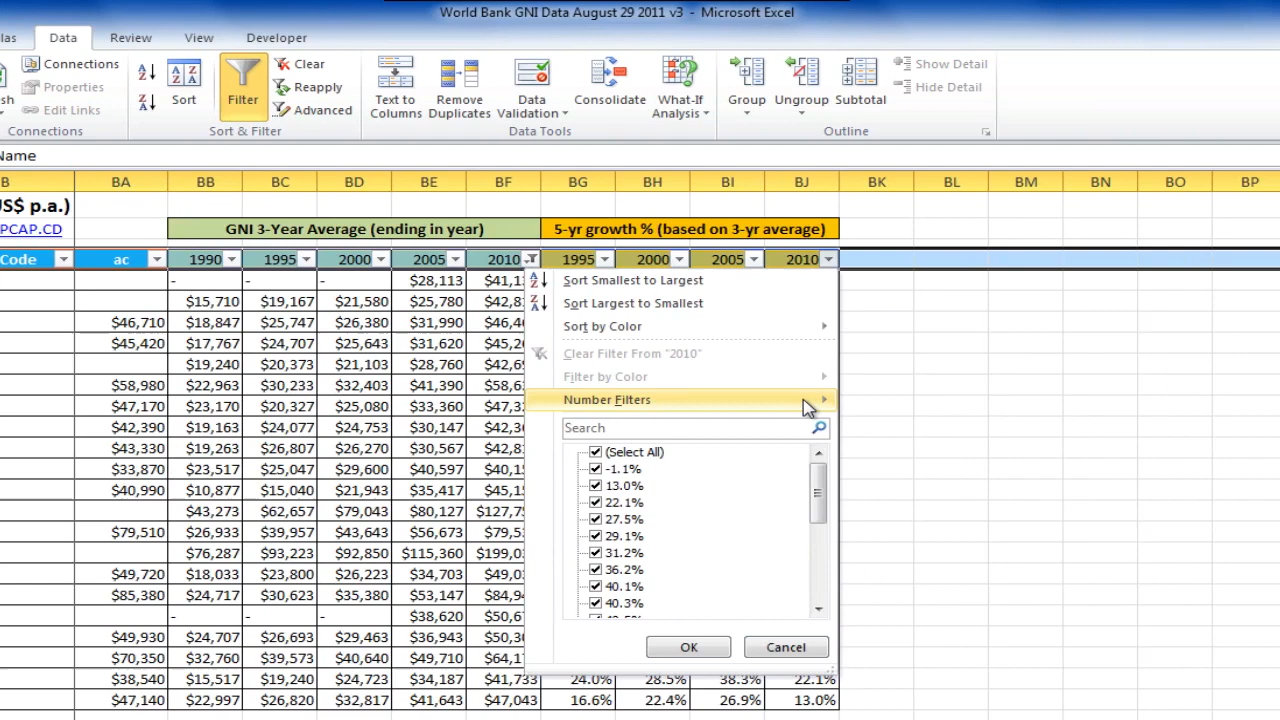 World Bank GNI Data August 29 2011 v3 - Microsoft Excel
las Data Review View Developer
sh Connections Properties Edit Links
Sort Filter Clear Reapply Advanced
Text to Columns Remove Duplicates Data Validation Consolidate What-If Analysis
Group Ungroup Subtotal Show Detail Hide Detail
Connections Sort & Filter Data Tools Outline
Name
B BA BB BC BD BE BF BG BH BI BJ BK BL BM BN BO BP
S$ p.a.)
PCAP.CD GNI 3-Year Average (ending in year) 5-yr growth % (based on 3-yr average)
Code ac 1990 1995 2000 2005 2010 1995 2000 2005 2010
- - - $28,113 $41,1
$15,710 $19,167 $21,580 $25,780 $42,8
$46,710 $18,847 $25,747 $26,380 $31,990 $46,4
$45,420 $17,767 $24,707 $25,643 $31,620 $45,2
$19,240 $20,373 $21,103 $28,760 $42,6
$58,980 $22,963 $30,233 $32,403 $41,390 $58,6
$47,170 $23,170 $20,327 $25,080 $33,360 $47,3
$42,390 $19,163 $24,077 $24,753 $30,147 $42,3
$43,330 $19,263 $26,807 $26,270 $30,567 $42,8
$33,870 $23,517 $25,047 $29,600 $40,597 $40,1
$40,990 $10,877 $15,040 $21,943 $35,417 $45,1
$43,273 $62,657 $79,043 $80,127 $127,7
$79,510 $26,933 $39,957 $43,643 $56,673 $79,5
$76,287 $93,223 $92,850 $115,360 $199,0
$49,720 $18,033 $23,800 $26,223 $34,703 $49,0
$85,380 $24,717 $30,623 $35,380 $53,147 $84,9
- - - $38,620 $50,6
$49,930 $24,707 $26,693 $29,463 $36,943 $50,3
$70,350 $32,760 $39,573 $40,640 $49,710 $64,1
$38,540 $15,517 $19,240 $24,723 $34,187 $41,733 24.0% 28.5% 38.3% 22.1%
$47,140 $22,997 $26,820 $32,817 $41,643 $47,043 16.6% 22.4% 26.9% 13.0%
Sort Smallest to Largest
Sort Largest to Smallest
Sort by Color
Clear Filter From "2010"
Filter by Color
Number Filters
Search
(Select All)
-1.1%
13.0%
22.1%
27.5%
29.1%
31.2%
36.2%
40.1%
40.3%
OK Cancel